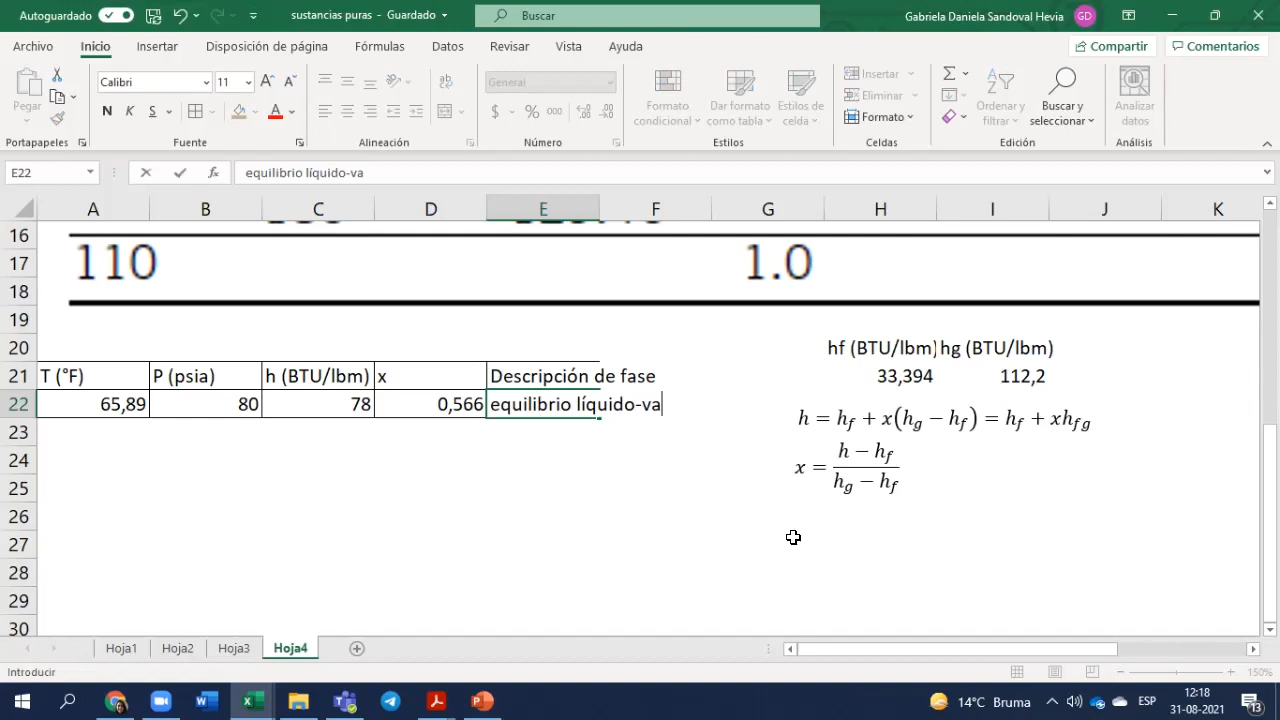 Autoguardado
sustancias puras - Guardado
Buscar
Gabriela Daniela Sandoval Hevia
GD
Archivo Inicio Insertar Disposición de página Fórmulas Datos Revisar Vista Ayuda
Compartir Comentarios
Pegar
Calibri 11
N K S
General
$ % 000
Formato condicional
Dar formato como tabla
Estilos de celda
Insertar
Eliminar
Formato
Ordenar y filtrar
Buscar y seleccionar
Analizar datos
Portapapeles Fuente Alineación Número Estilos Celdas Edición Análisis
E22 fx equilibrio líquido-va
A B C D E F G H I J K
16
17 110 1.0
18
19
20 hf (BTU/lbm) hg (BTU/lbm)
21 T (°F) P (psia) h (BTU/lbm) x Descripción de fase 33,394 112,2
22 65,89 80 78 0,566 equilibrio líquido-va
23 h = h_f + x(h_g − h_f) = h_f + xh_fg
24 x = (h − h_f)/(h_g − h_f)
25
26
27
28
29
30
Hoja1 Hoja2 Hoja3 Hoja4
Introducir
150%
14°C Bruma
ESP
12:18
31-08-2021
13